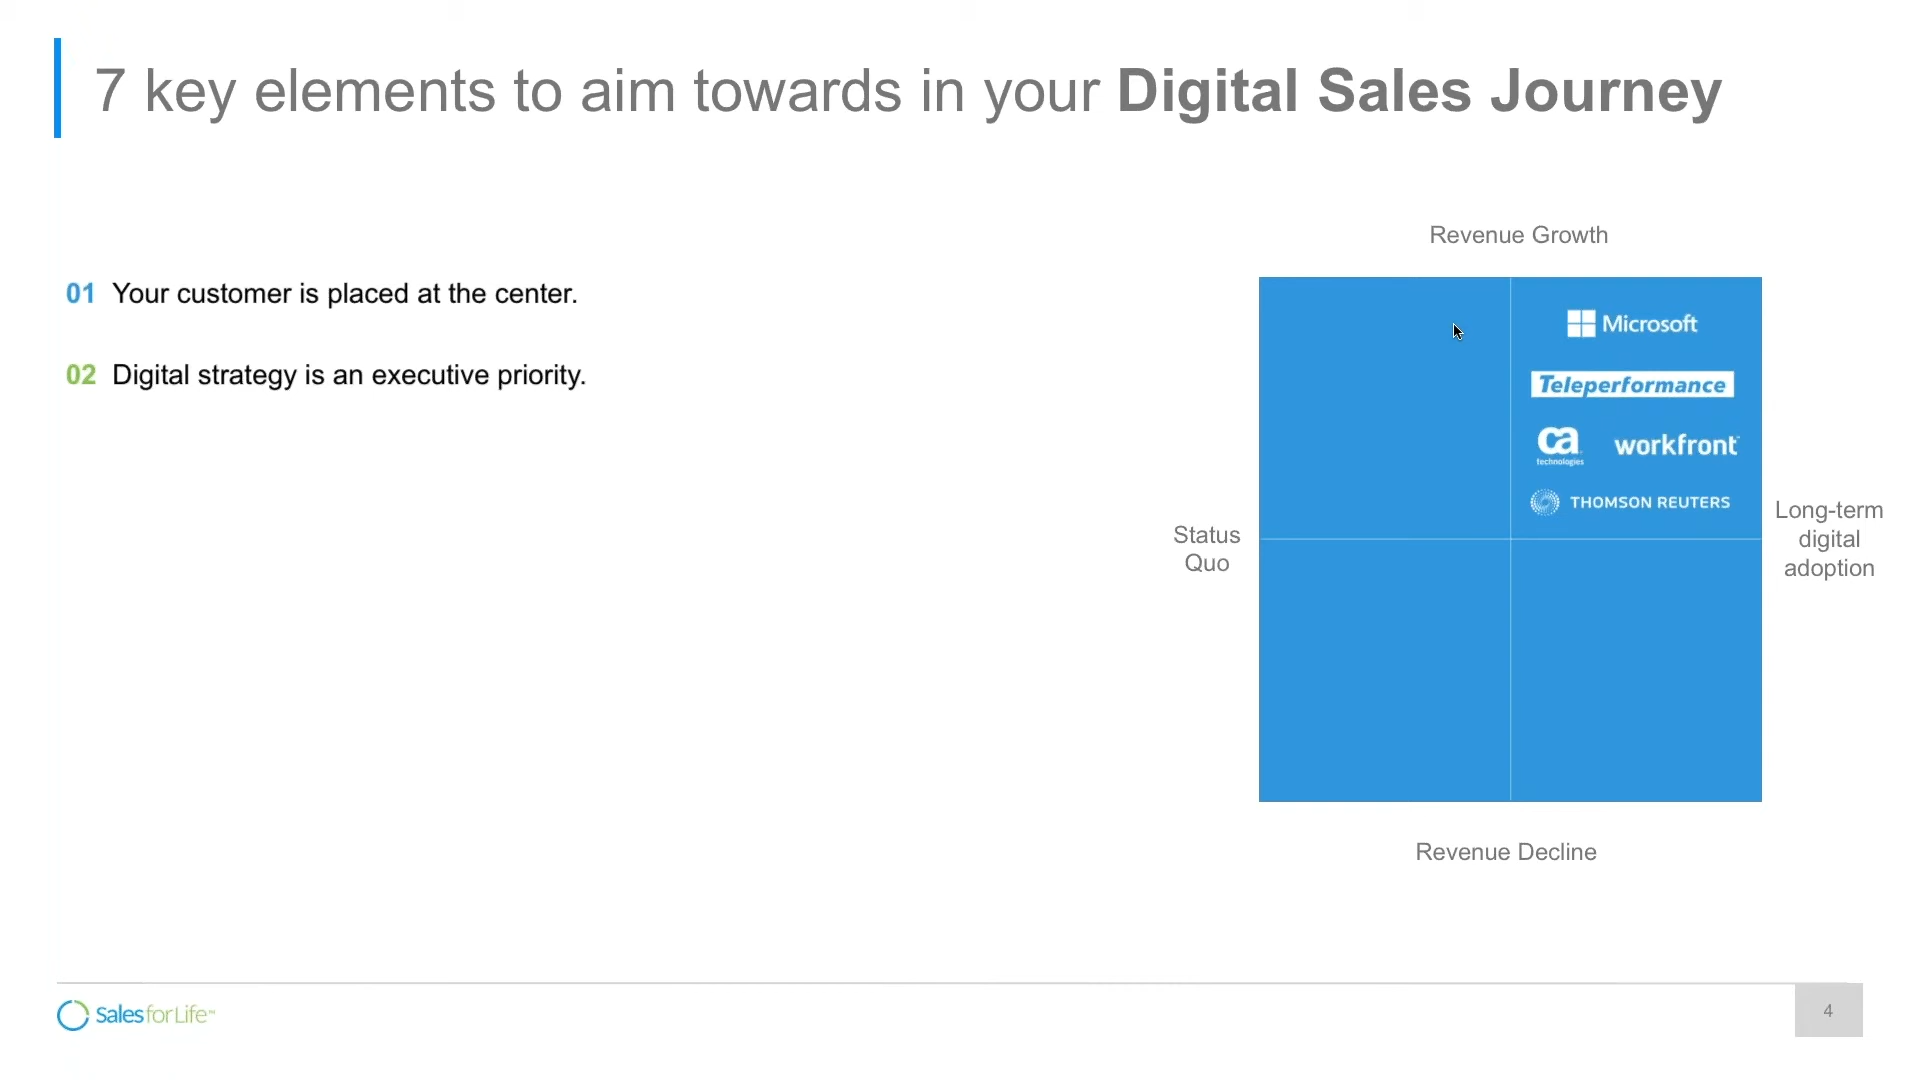 7 key elements to aim towards in your Digital Sales Journey
01 Your customer is placed at the center.
02 Digital strategy is an executive priority.
Revenue Growth
Microsoft
Teleperformance
ca technologies
workfront
THOMSON REUTERS
Status
Quo
Long-term
digital
adoption
Revenue Decline
SalesforLife™
4